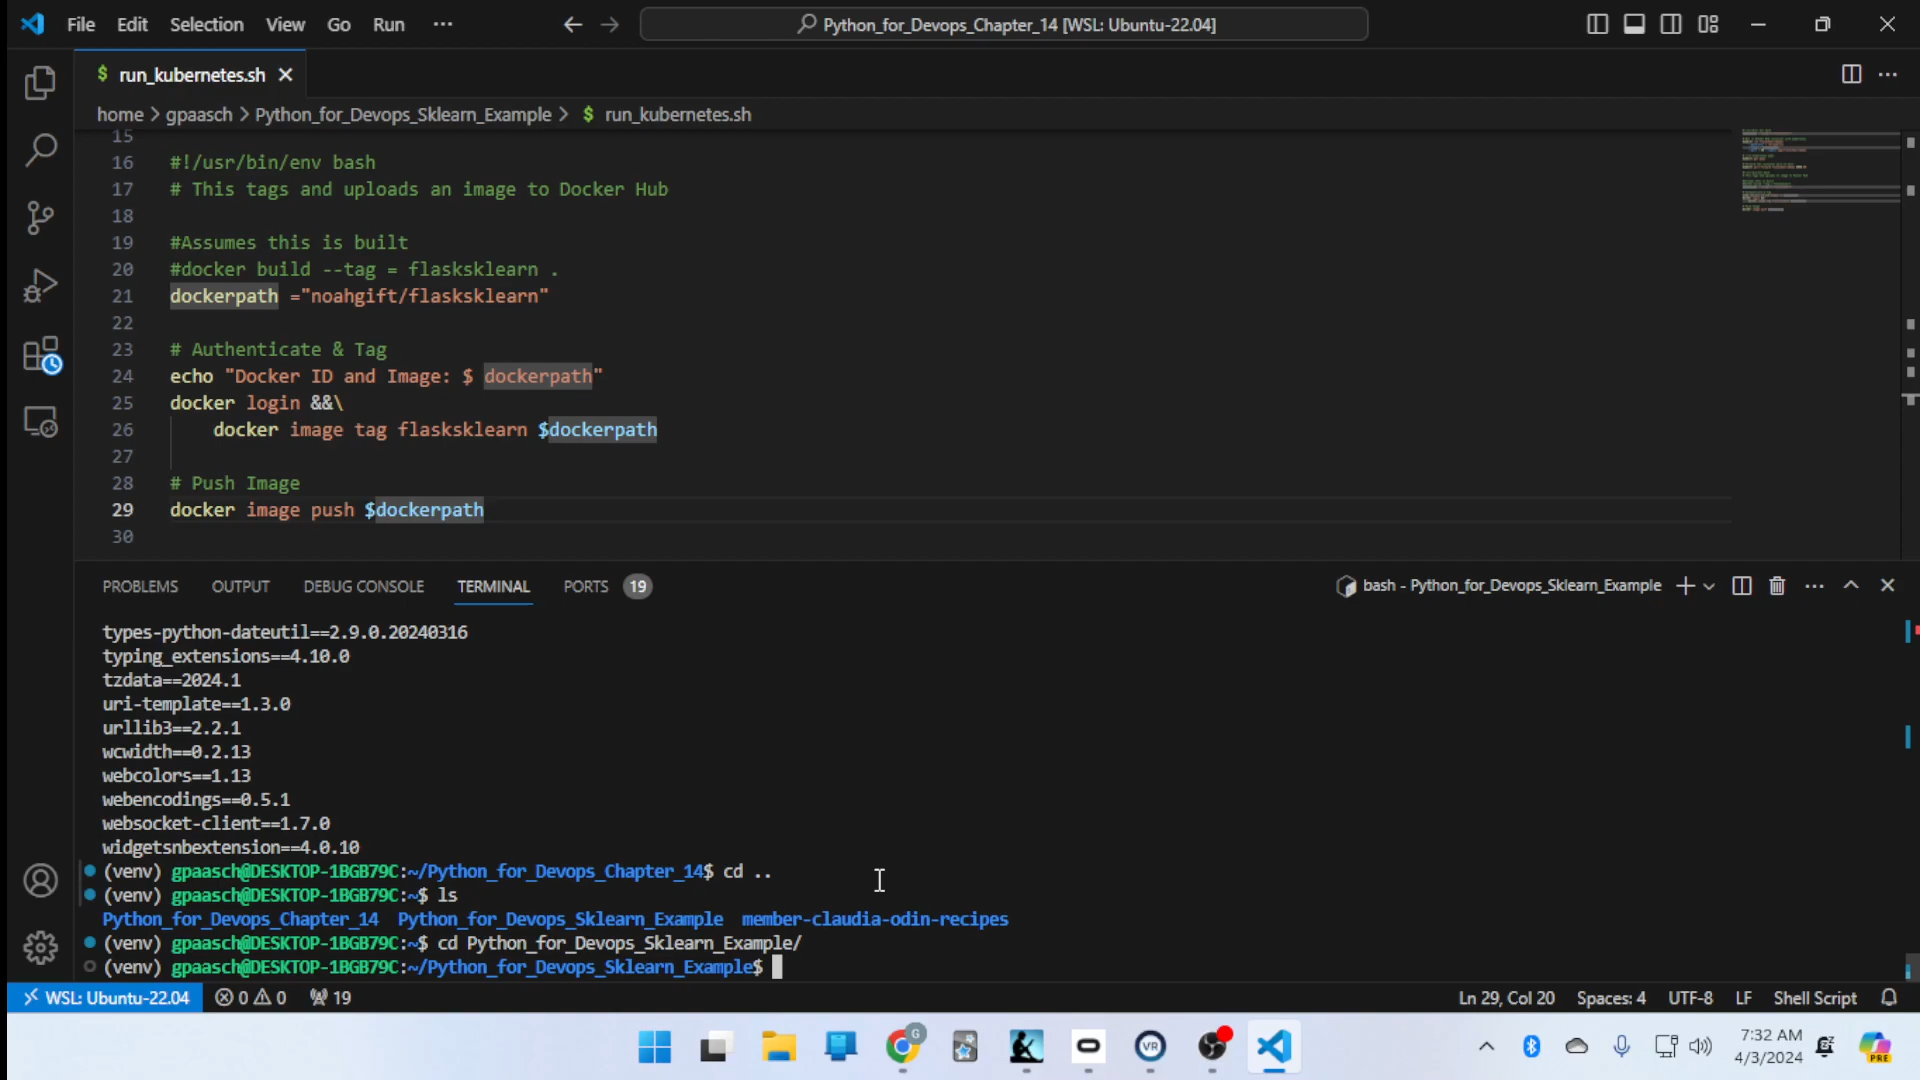 File Edit Selection View Go Run ··· Python_for_Devops_Chapter_14 [WSL: Ubuntu-22.04]
$ run_kubernetes.sh
home > gpaasch > Python_for_Devops_Sklearn_Example > $ run_kubernetes.sh
15
16 #!/usr/bin/env bash
17 # This tags and uploads an image to Docker Hub
18
19 #Assumes this is built
20 #docker build --tag = flasksklearn .
21 dockerpath ="noahgift/flasksklearn"
22
23 # Authenticate & Tag
24 echo "Docker ID and Image: $ dockerpath"
25 docker login &&\
26 docker image tag flasksklearn $dockerpath
27
28 # Push Image
29 docker image push $dockerpath
30
PROBLEMS OUTPUT DEBUG CONSOLE TERMINAL PORTS 19 bash - Python_for_Devops_Sklearn_Example
types-python-dateutil==2.9.0.20240316
typing_extensions==4.10.0
tzdata==2024.1
uri-template==1.3.0
urllib3==2.2.1
wcwidth==0.2.13
webcolors==1.13
webencodings==0.5.1
websocket-client==1.7.0
widgetsnbextension==4.0.10
(venv) gpaasch@DESKTOP-1BGB79C:~/Python_for_Devops_Chapter_14$ cd ..
(venv) gpaasch@DESKTOP-1BGB79C:~$ ls
Python_for_Devops_Chapter_14 Python_for_Devops_Sklearn_Example member-claudia-odin-recipes
(venv) gpaasch@DESKTOP-1BGB79C:~$ cd Python_for_Devops_Sklearn_Example/
(venv) gpaasch@DESKTOP-1BGB79C:~/Python_for_Devops_Sklearn_Example$
WSL: Ubuntu-22.04 0 0 19 Ln 29, Col 20 Spaces: 4 UTF-8 LF Shell Script
G VR 7:32 AM PRE
4/3/2024